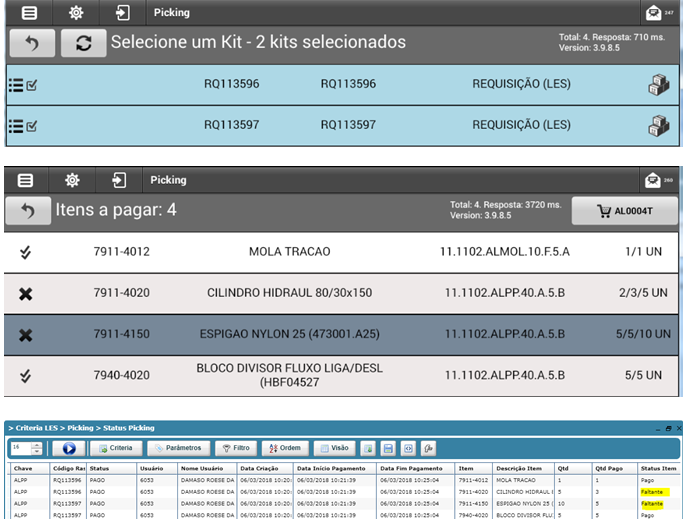 Picking
247
Selecione um Kit - 2 kits selecionados
Total: 4. Resposta: 710 ms.
Version: 3.9.8.5
RQ113596 RQ113596 REQUISIÇÃO (LES)
RQ113597 RQ113597 REQUISIÇÃO (LES)
Picking
260
Itens a pagar: 4
Total: 4. Resposta: 3720 ms.
Version: 3.9.8.5
AL0004T
7911-4012 MOLA TRACAO 11.1102.ALMOL.10.F.5.A 1/1 UN
7911-4020 CILINDRO HIDRAUL 80/30x150 11.1102.ALPP.40.A.5.B 2/3/5 UN
7911-4150 ESPIGAO NYLON 25 (473001.A25) 11.1102.ALPP.40.A.5.B 5/5/10 UN
7940-4020 BLOCO DIVISOR FLUXO LIGA/DESL (HBF04527 11.1102.ALPP.40.A.5.B 5/5 UN
> Criteria LES > Picking > Status Picking
16 Criteria Parâmetros Filtro Ordem Visão
Chave Código Ras Status Usuário Nome Usuário Data Criação Data Início Pagamento Data Fim Pagamento Item Descrição Item Qtd Qtd Pago Status Item
ALPP RQ113596 PAGO 6053 DAMASO ROESE DA 06/03/2018 10:20: 06/03/2018 10:21:39 06/03/2018 10:25:04 7911-4012 MOLA TRACAO 1 1 Pago
ALPP RQ113596 PAGO 6053 DAMASO ROESE DA 06/03/2018 10:20: 06/03/2018 10:21:39 06/03/2018 10:25:04 7911-4020 CILINDRO HIDRAUL 5 3 Faltante
ALPP RQ113597 PAGO 6053 DAMASO ROESE DA 06/03/2018 10:20: 06/03/2018 10:21:39 06/03/2018 10:25:04 7911-4150 ESPIGAO NYLON 25 ( 10 5 Faltante
ALPP RQ113597 PAGO 6053 DAMASO ROESE DA 06/03/2018 10:20: 06/03/2018 10:21:39 06/03/2018 10:25:04 7940-4020 BLOCO DIVISOR FLU 5 5 Pago